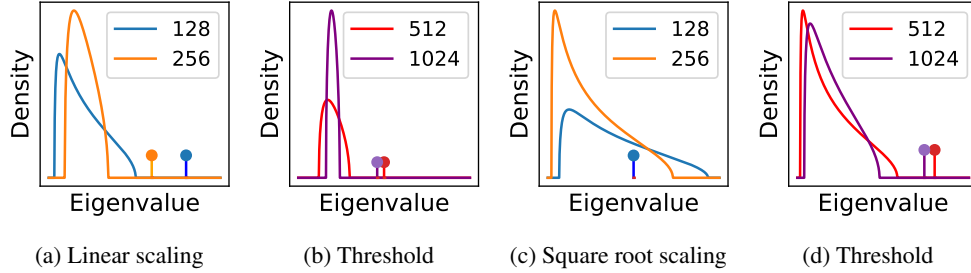 128
256
Density
Eigenvalue
(a) Linear scaling
512
1024
Density
Eigenvalue
(b) Threshold
128
256
Density
Eigenvalue
(c) Square root scaling
512
1024
Density
Eigenvalue
(d) Threshold